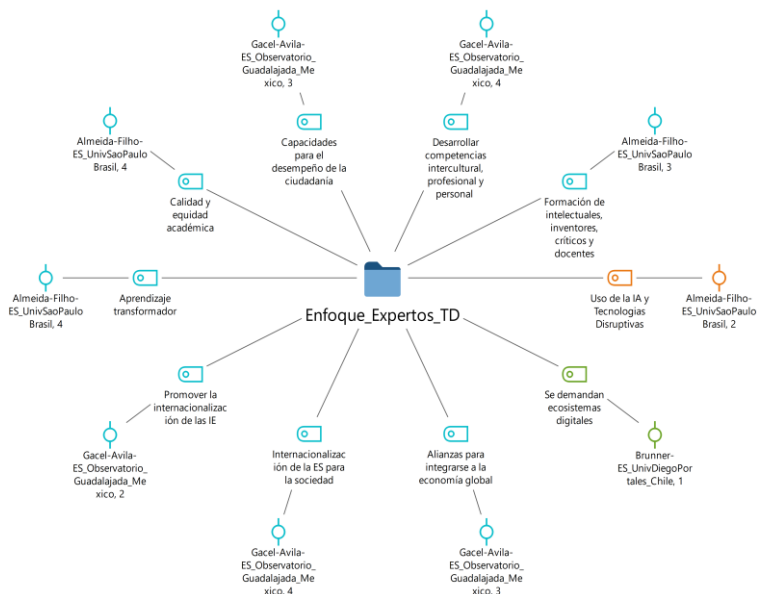 Gacel-Avila-
ES_Observatorio_
Guadalajada_Me
xico, 3
Gacel-Avila-
ES_Observatorio_
Guadalajada_Me
xico, 4
Almeida-Filho-
ES_UnivSaoPaulo
Brasil, 4
Capacidades
para el
desempeño de la
ciudadanía
Desarrollar
competencias
intercultural,
profesional y
personal
Almeida-Filho-
ES_UnivSaoPaulo
Brasil, 3
Calidad y
equidad
académica
Formación de
intelectuales,
inventores,
críticos y
docentes
Almeida-Filho-
ES_UnivSaoPaulo
Brasil, 4
Aprendizaje
transformador
Enfoque_Expertos_TD
Uso de la IA y
Tecnologias
Disruptivas
Almeida-Filho-
ES_UnivSaoPaulo
Brasil, 2
Promover la
internacionalizac
ión de las IE
Se demandan
ecosistemas
digitales
Gacel-Avila-
ES_Observatorio_
Guadalajada_Me
xico, 2
Internacionalizac
ión de la ES para
la sociedad
Alianzas para
integrarse a la
economía global
Brunner-
ES_UnivDiegoPor
tales_Chile, 1
Gacel-Avila-
ES_Observatorio_
Guadalajada_Me
xico, 4
Gacel-Avila-
ES_Observatorio_
Guadalajada_Me
xico, 3